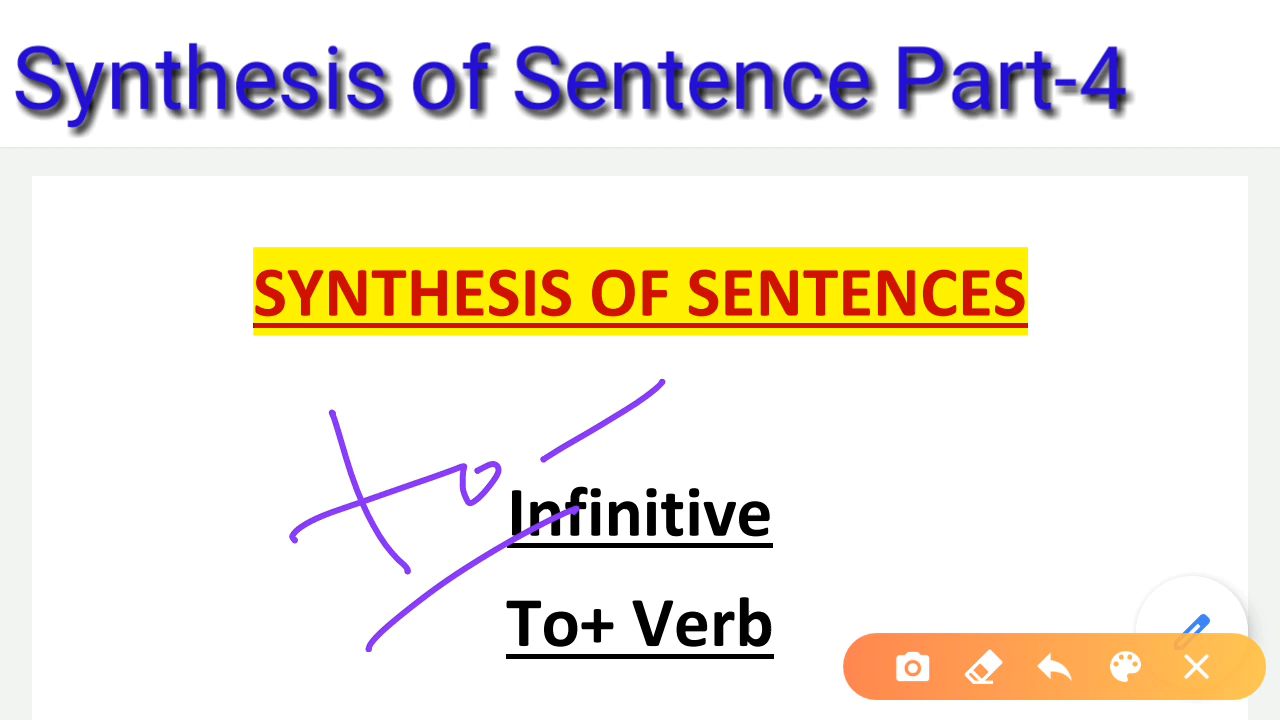 Synthesis of Sentence Part-4
SYNTHESIS OF SENTENCES
to
Infinitive
To+ Verb